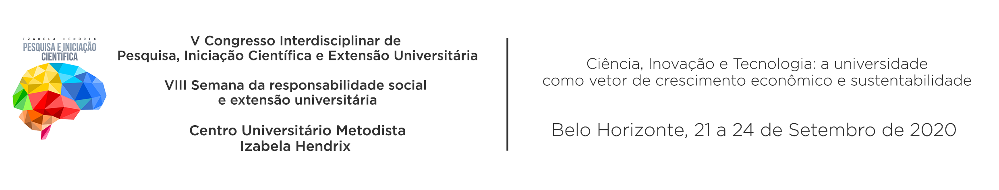 IZABELA HENDRIX
PESQUISA E INICIAÇÃO
CIENTÍFICA
V Congresso Interdisciplinar de
Pesquisa, Iniciação Científica e Extensão Universitária
VIII Semana da responsabilidade social
e extensão universitária
Centro Universitário Metodista
Izabela Hendrix
Ciência, Inovação e Tecnologia: a universidade
como vetor de crescimento econômico e sustentabilidade
Belo Horizonte, 21 a 24 de Setembro de 2020